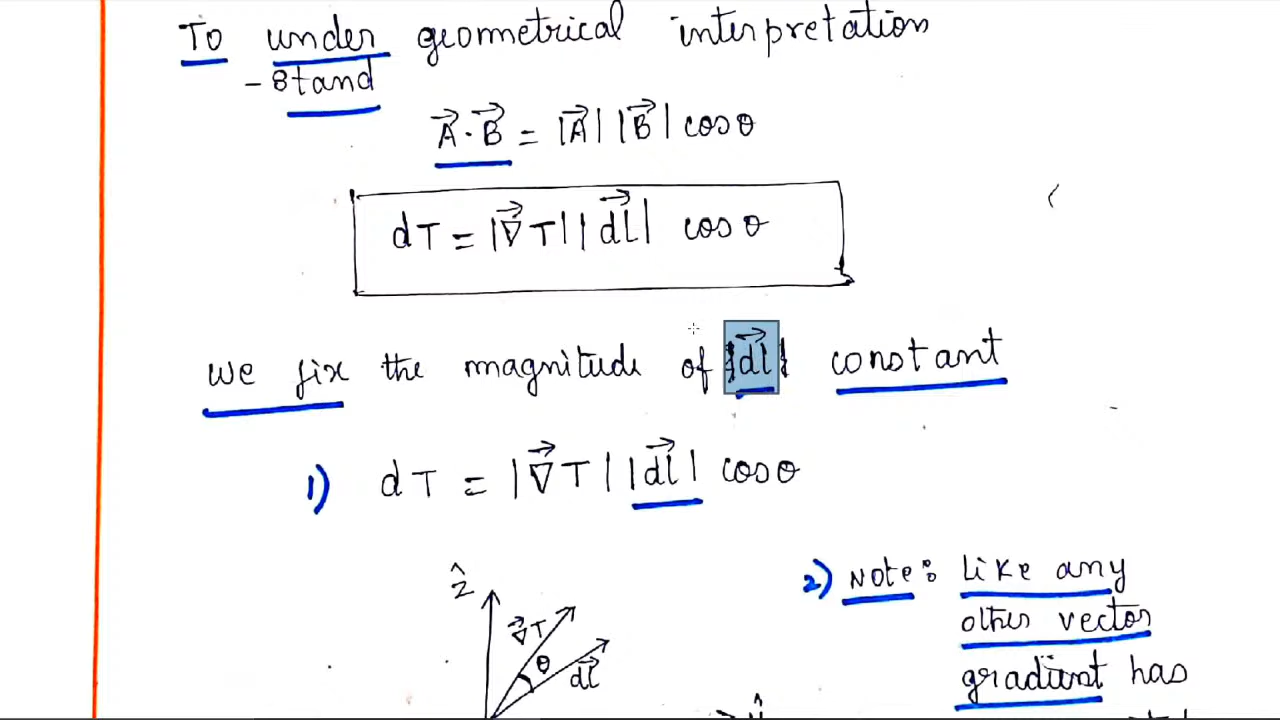 To under geometrical interpretation
-stand
A⃗·B⃗ = |A⃗| |B⃗| cosθ
dT = |∇⃗T| |dl⃗| cosθ
we fix the magnitude of |dl⃗| constant
1) dT = |∇⃗T| |dl⃗| cosθ
ẑ
∇⃗T
θ
dl⃗
2) NOTE: Like any
other vector
gradient has